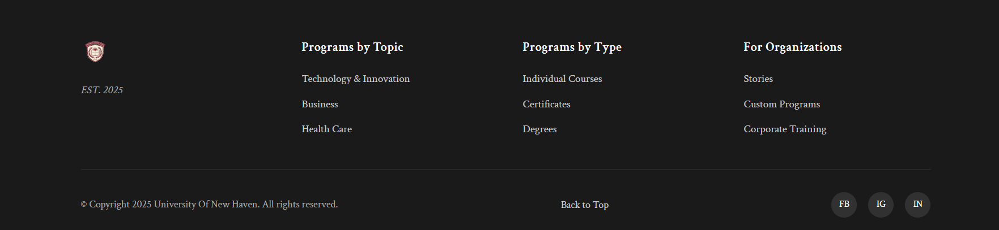 EST. 2025
Programs by Topic
Technology & Innovation
Business
Health Care
Programs by Type
Individual Courses
Certificates
Degrees
For Organizations
Stories
Custom Programs
Corporate Training
© Copyright 2025 University Of New Haven. All rights reserved.
Back to Top
FB
IG
IN